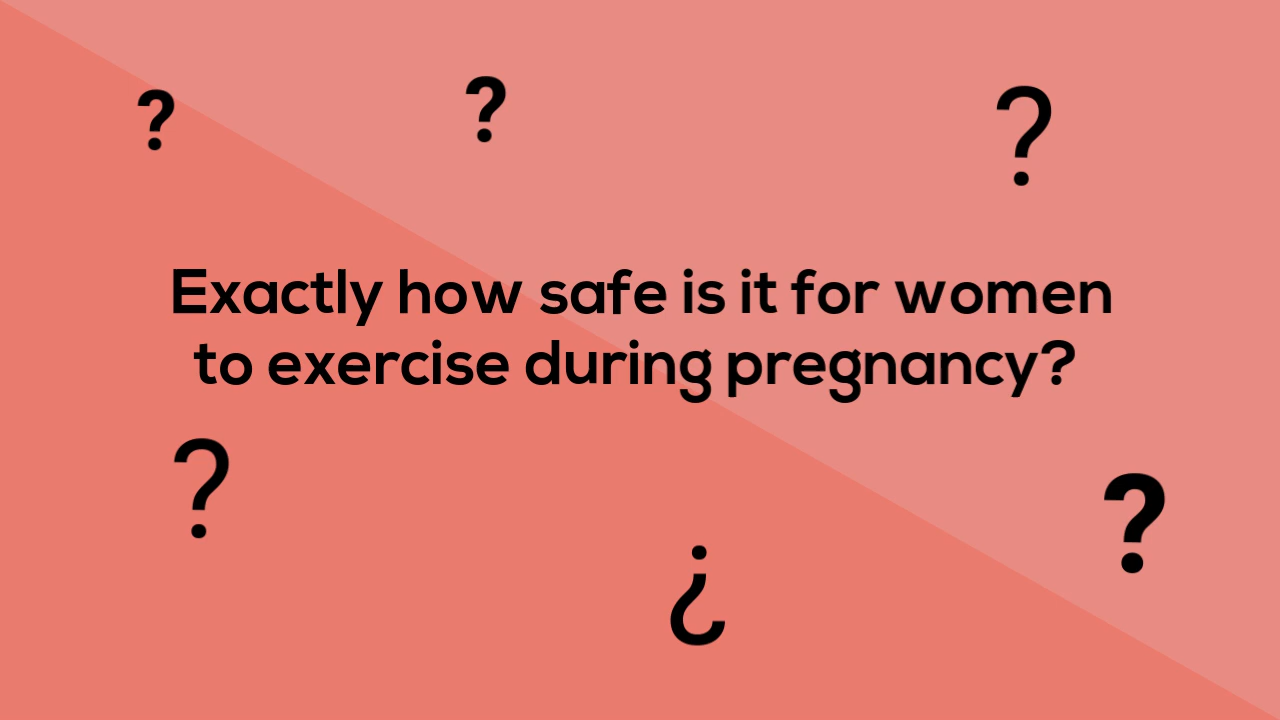 ? ? ?
Exactly how safe is it for women
to exercise during pregnancy?
?
?
¿